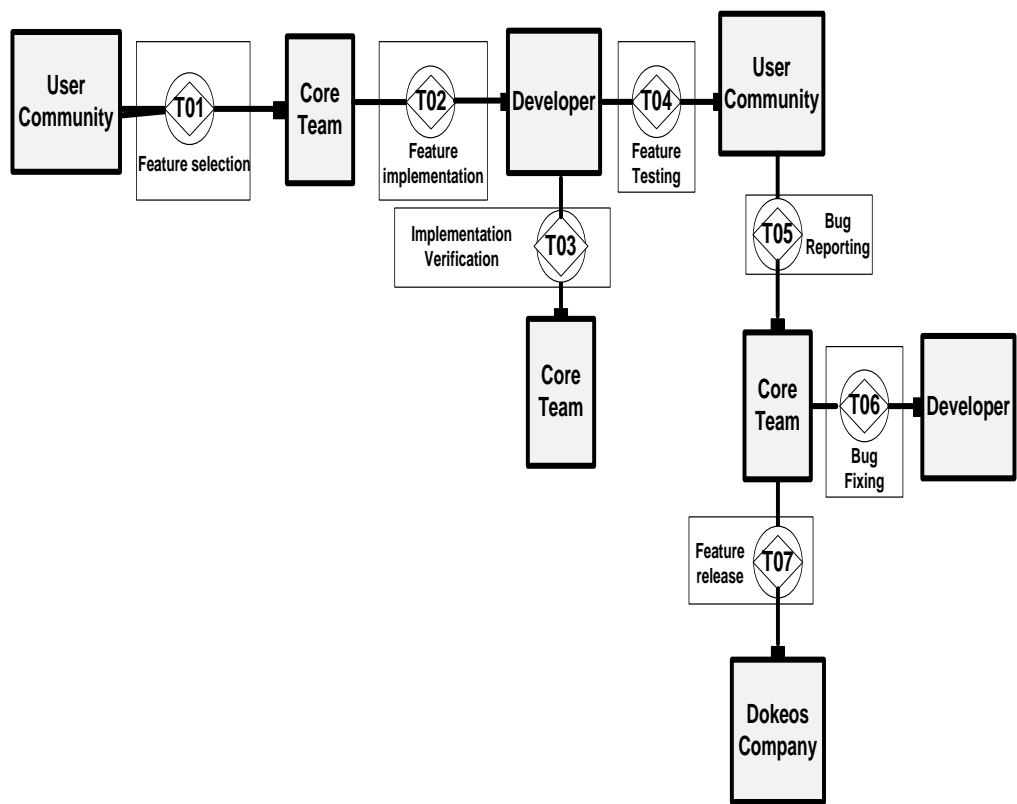 User
Community
T01
Feature selection
Core
Team
T02
Feature
implementation
Developer
T04
Feature
Testing
User
Community
Implementation
Verification
T03
T05
Bug
Reporting
Core
Team
Core
Team
T06
Bug
Fixing
Developer
Feature
release
T07
Dokeos
Company